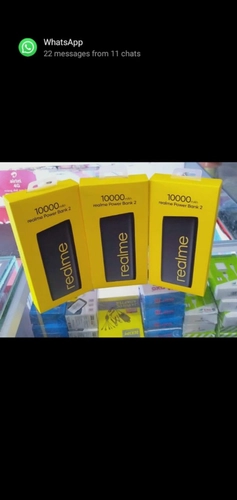 WhatsApp
22 messages from 11 chats
10000mAh
realme Power Bank 2
realme
10000mAh
realme Power Bank 2
realme
10000mAh
realme Power Bank 2
realme